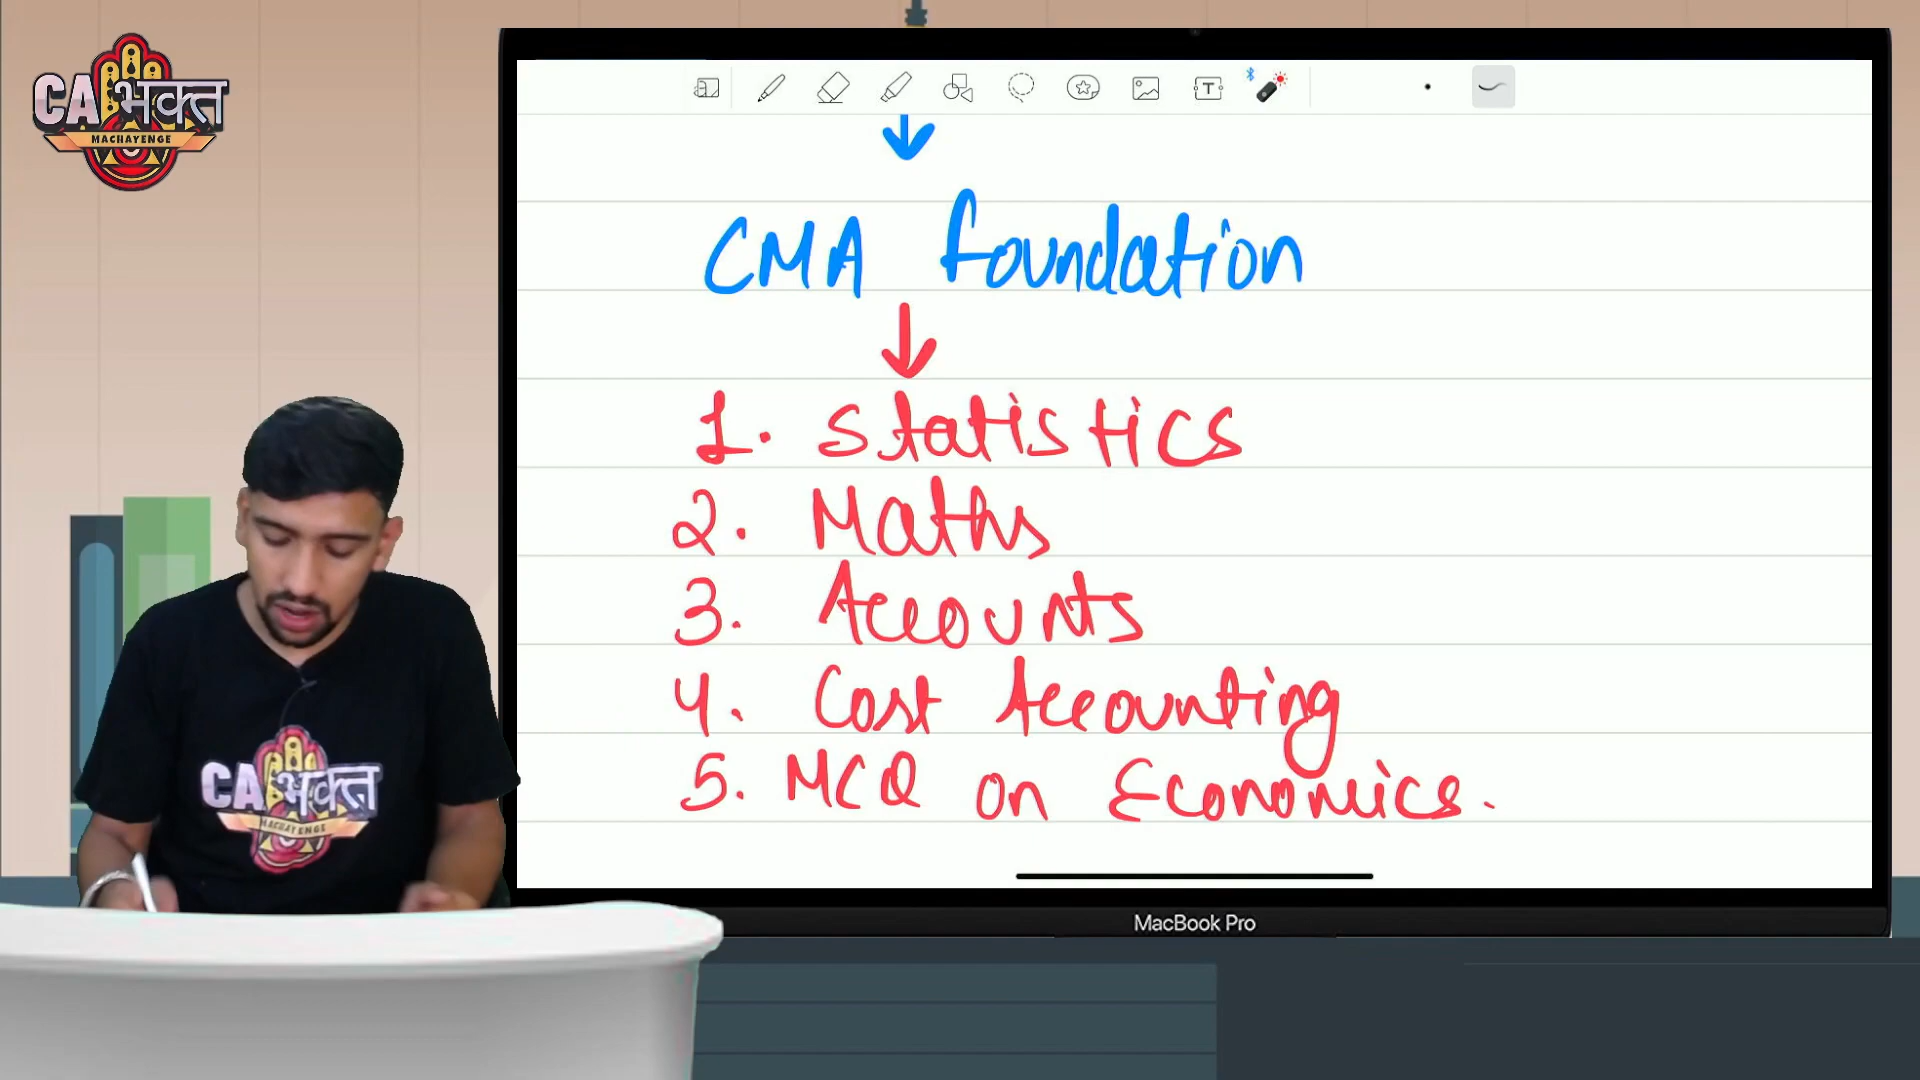 CA भक्त
MACHAYENGE
T
CMA Foundation
1. Statistics
2. Maths
3. Accounts
4. Cost Accounting
5. MCQ on Economics.
CA भक्त
MACHAYENGE
MacBook Pro